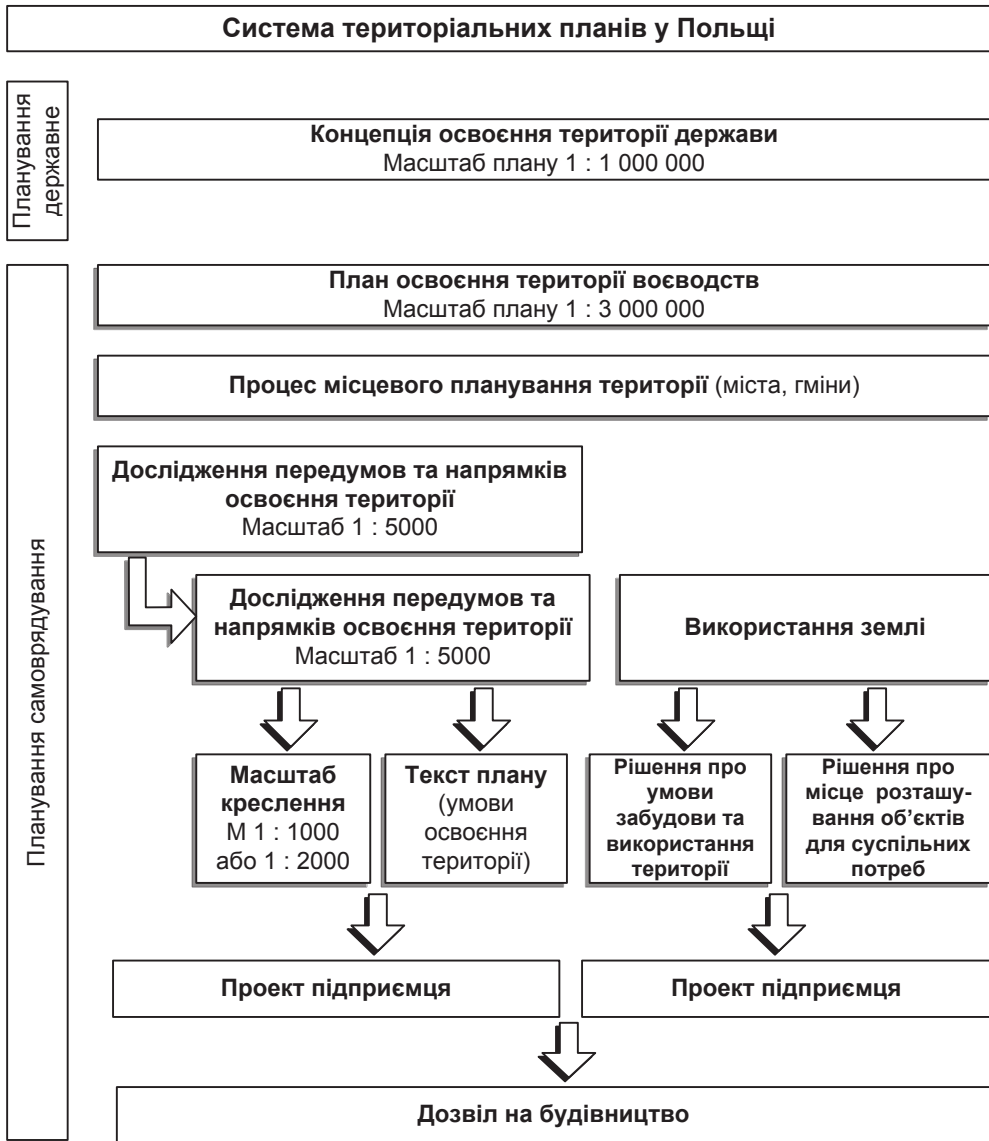 Система територіальних планів у Польщі
Планування
державне
Концепція освоєння території держави
Масштаб плану 1 : 1 000 000
Планування самоврядування
План освоєння території воєводств
Масштаб плану 1 : 3 000 000
Процес місцевого планування території (міста, гміни)
Дослідження передумов та напрямків
освоєння території
Масштаб 1 : 5000
Дослідження передумов та
напрямків освоєння території
Масштаб 1 : 5000
Використання землі
Масштаб
креслення
М 1 : 1000
або 1 : 2000
Текст плану
(умови
освоєння
території)
Рішення про
умови
забудови та
використання
території
Рішення про
місце розташу-
вання об’єктів
для суспільних
потреб
Проект підприємця
Проект підприємця
Дозвіл на будівництво